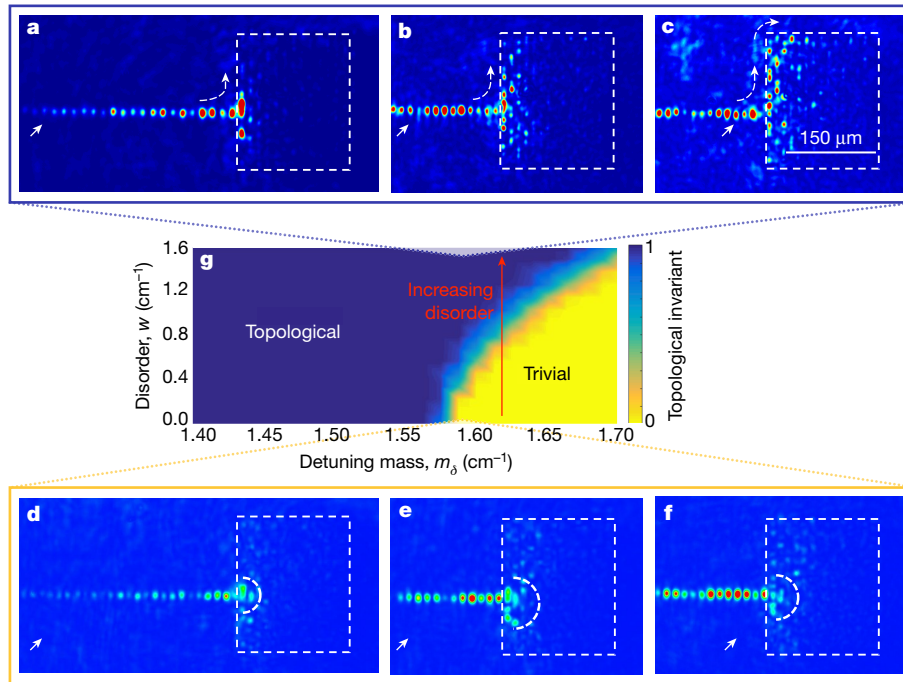 a
b
c
150 μm
g
1.6
1.2
0.8
0.4
0.0
Disorder, w (cm⁻¹)
Topological
Increasing
disorder
Trivial
1
0
Topological invariant
1.40
1.45
1.50
1.55
1.60
1.65
1.70
Detuning mass, m_δ (cm⁻¹)
d
e
f